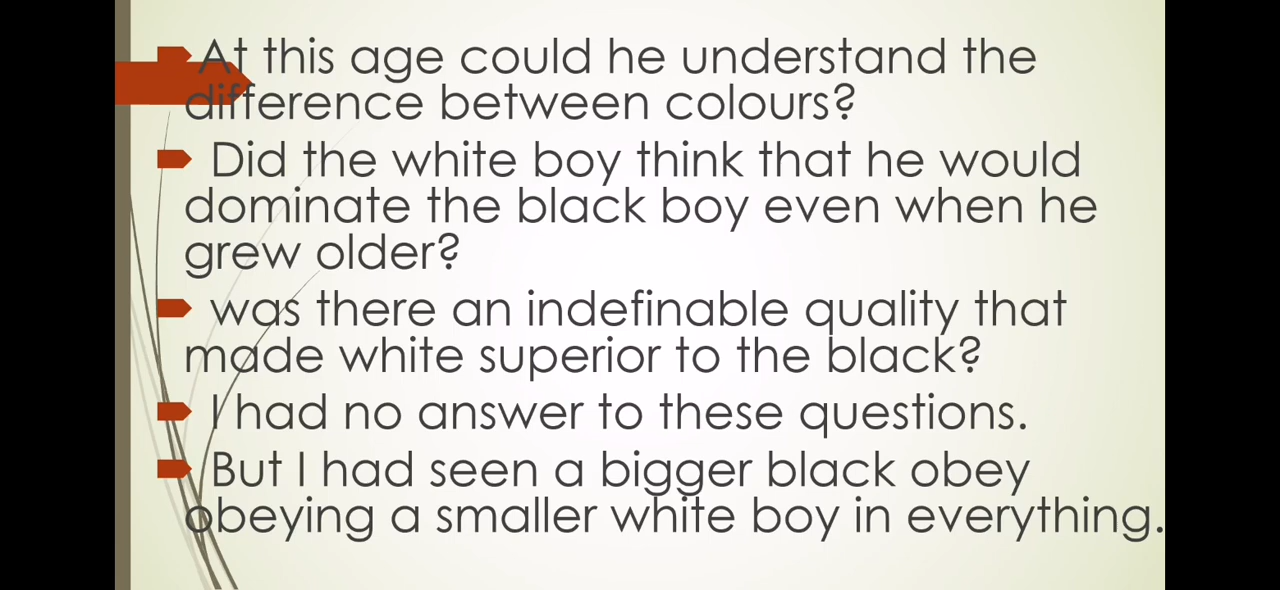 At this age could he understand the
difference between colours?
Did the white boy think that he would
dominate the black boy even when he
grew older?
was there an indefinable quality that
made white superior to the black?
I had no answer to these questions.
But I had seen a bigger black obey
obeying a smaller white boy in everything.